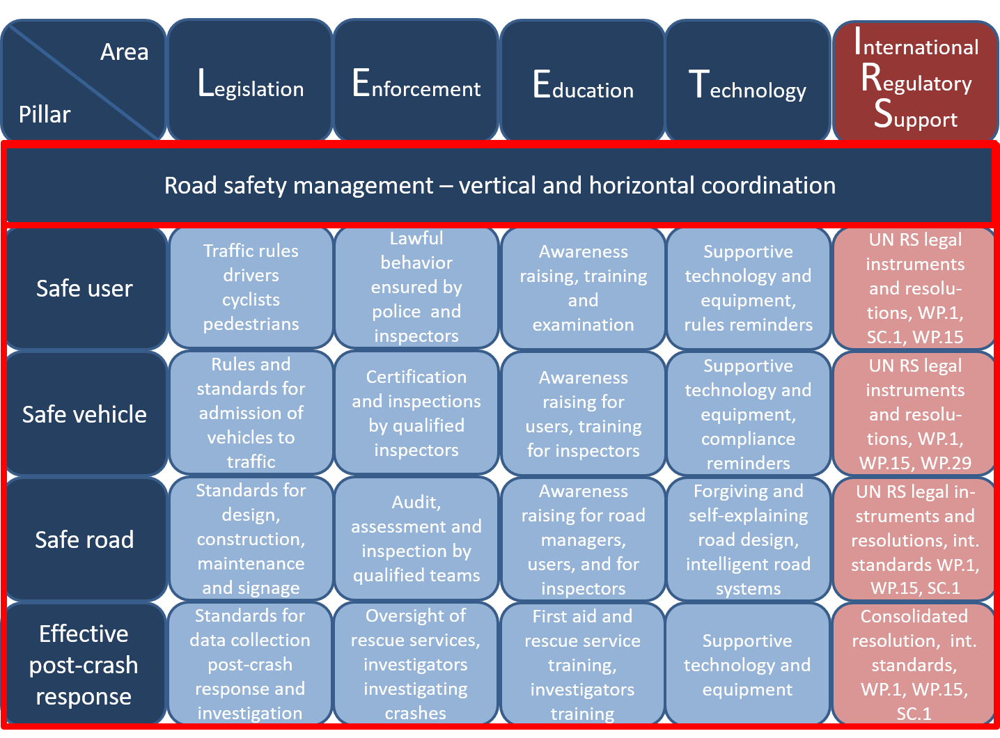 Area
Pillar
Legislation
Enforcement
Education
Technology
International
Regulatory
Support
Road safety management – vertical and horizontal coordination
Safe user
Traffic rules
drivers
cyclists
pedestrians
Lawful
behavior
ensured by
police and
inspectors
Awareness
raising, training
and
examination
Supportive
technology and
equipment,
rules reminders
UN RS legal
instruments
and resolu-
tions, WP.1,
SC.1, WP.15
Safe vehicle
Rules and
standards for
admission of
vehicles to
traffic
Certification
and inspections
by qualified
inspectors
Awareness
raising for
users, training
for inspectors
Supportive
technology and
equipment,
compliance
reminders
UN RS legal
instruments
and resolu-
tions, WP.1,
WP.15, WP.29
Safe road
Standards for
design,
construction,
maintenance
and signage
Audit,
assessment and
inspection by
qualified teams
Awareness
raising for road
managers,
users, and for
inspectors
Forgiving and
self-explaining
road design,
intelligent road
systems
UN RS legal in-
struments and
resolutions, int.
standards WP.1,
WP.15, SC.1
Effective
post-crash
response
Standards for
data collection
post-crash
response and
investigation
Oversight of
rescue services,
investigators
investigating
crashes
First aid and
rescue service
training,
investigators
training
Supportive
technology and
equipment
Consolidated
resolution, int.
standards,
WP.1, WP.15,
SC.1